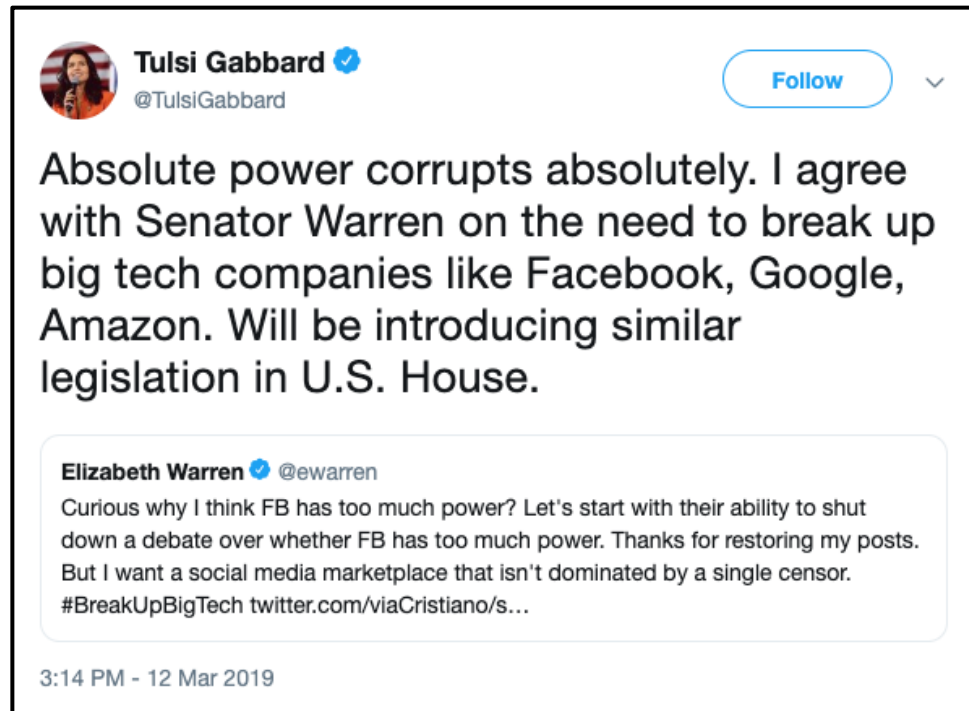 Tulsi Gabbard
@TulsiGabbard
Follow
Absolute power corrupts absolutely. I agree
with Senator Warren on the need to break up
big tech companies like Facebook, Google,
Amazon. Will be introducing similar
legislation in U.S. House.
Elizabeth Warren @ewarren
Curious why I think FB has too much power? Let's start with their ability to shut
down a debate over whether FB has too much power. Thanks for restoring my posts.
But I want a social media marketplace that isn't dominated by a single censor.
#BreakUpBigTech twitter.com/viaCristiano/s...
3:14 PM - 12 Mar 2019